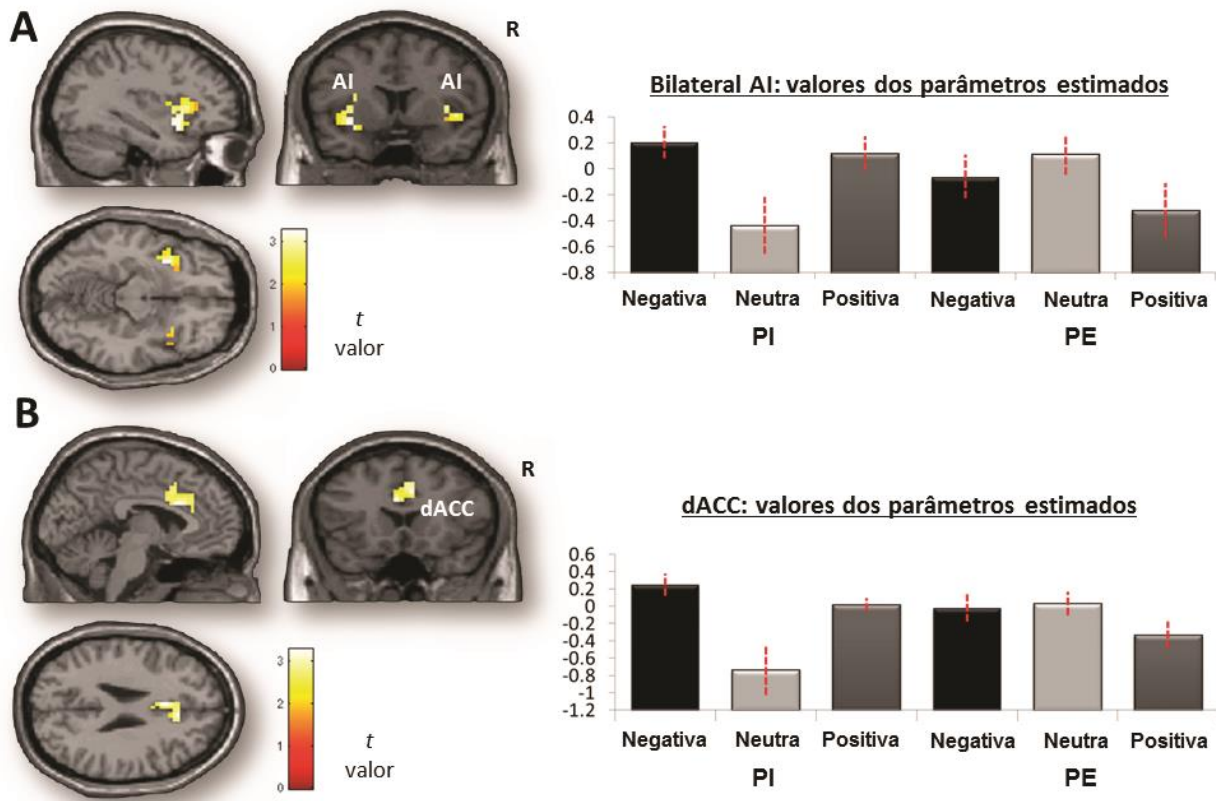 A
R
AI AI
3
2
1
0
t
valor
Bilateral AI: valores dos parâmetros estimados
0.4
0.2
0
-0.2
-0.4
-0.6
-0.8
Negativa Neutra Positiva Negativa Neutra Positiva
PI PE
B
R
dACC
3
2
1
0
t
valor
dACC: valores dos parâmetros estimados
0.6
0.4
0.2
0
-0.2
-0.4
-0.6
-0.8
-1
-1.2
Negativa Neutra Positiva Negativa Neutra Positiva
PI PE